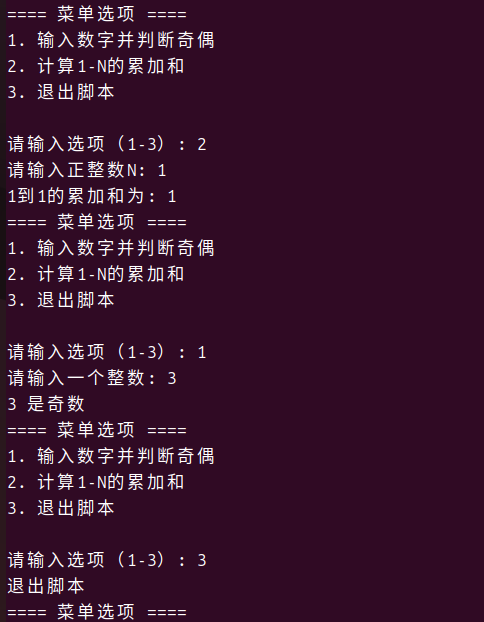 ==== 菜单选项 ====
1. 输入数字并判断奇偶
2. 计算1-N的累加和
3. 退出脚本
请输入选项（1-3）: 2
请输入正整数N: 1
1到1的累加和为: 1
==== 菜单选项 ====
1. 输入数字并判断奇偶
2. 计算1-N的累加和
3. 退出脚本
请输入选项（1-3）: 1
请输入一个整数: 3
3 是奇数
==== 菜单选项 ====
1. 输入数字并判断奇偶
2. 计算1-N的累加和
3. 退出脚本
请输入选项（1-3）: 3
退出脚本
==== 菜单选项 ====